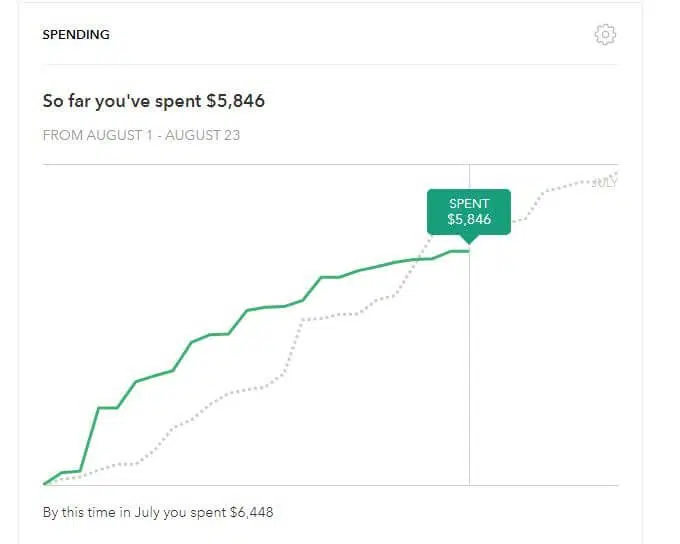 SPENDING
So far you've spent $5,846
FROM AUGUST 1 - AUGUST 23
JULY
SPENT
$5,846
By this time in July you spent $6,448